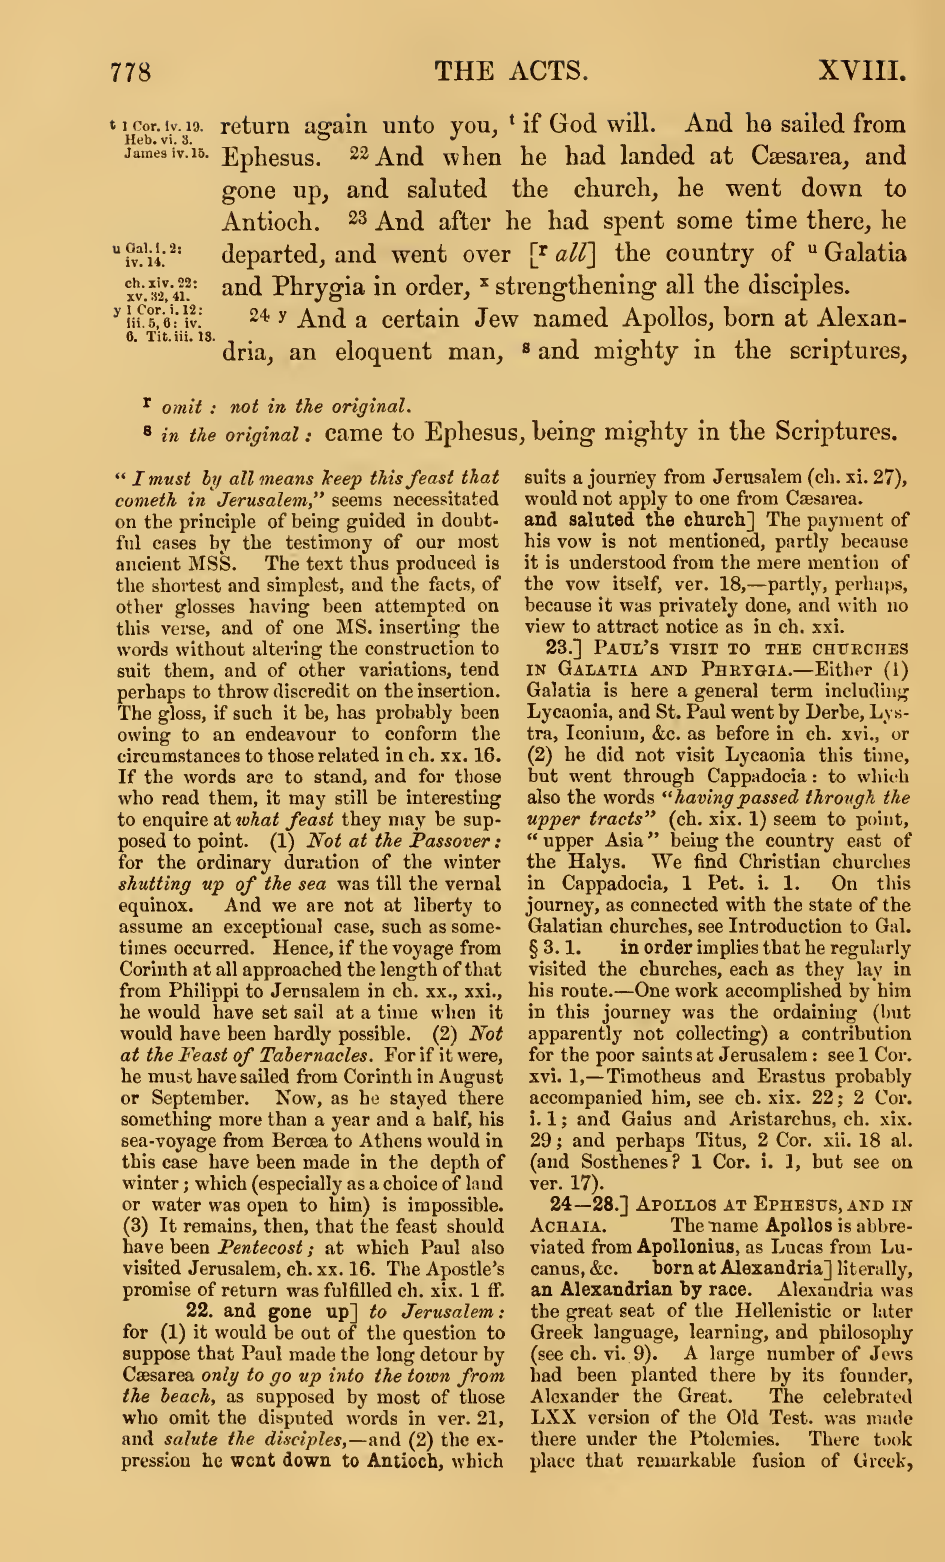 778 THE ACTS. XVIII.
t 1 Cor. iv. 19.
Heb. vi. 3.
James iv. 15.
return again unto you, t if God will. And he sailed from
Ephesus. 22 And when he had landed at Cæsarea, and
gone up, and saluted the church, he went down to
Antioch. 23 And after he had spent some time there, he
u Gal. i. 2:
iv. 14.
departed, and went over [r all] the country of u Galatia
ch. xiv. 22:
xv. 32, 41.
and Phrygia in order, x strengthening all the disciples.
y 1 Cor. i. 12:
iii. 5, 6: iv.
6. Tit. iii. 13.
24 y And a certain Jew named Apollos, born at Alexan-
dria, an eloquent man, s and mighty in the scriptures,
r omit: not in the original.
s in the original: came to Ephesus, being mighty in the Scriptures.
“I must by all means keep this feast that
cometh in Jerusalem,” seems necessitated
on the principle of being guided in doubt-
ful cases by the testimony of our most
ancient MSS. The text thus produced is
the shortest and simplest, and the facts, of
other glosses having been attempted on
this verse, and of one MS. inserting the
words without altering the construction to
suit them, and of other variations, tend
perhaps to throw discredit on the insertion.
The gloss, if such it be, has probably been
owing to an endeavour to conform the
circumstances to those related in ch. xx. 16.
If the words are to stand, and for those
who read them, it may still be interesting
to enquire at what feast they may be sup-
posed to point. (1) Not at the Passover:
for the ordinary duration of the winter
shutting up of the sea was till the vernal
equinox. And we are not at liberty to
assume an exceptional case, such as some-
times occurred. Hence, if the voyage from
Corinth at all approached the length of that
from Philippi to Jerusalem in ch. xx., xxi.,
he would have set sail at a time when it
would have been hardly possible. (2) Not
at the Feast of Tabernacles. For if it were,
he must have sailed from Corinth in August
or September. Now, as he stayed there
something more than a year and a half, his
sea-voyage from Berœa to Athens would in
this case have been made in the depth of
winter; which (especially as a choice of land
or water was open to him) is impossible.
(3) It remains, then, that the feast should
have been Pentecost; at which Paul also
visited Jerusalem, ch. xx. 16. The Apostle’s
promise of return was fulfilled ch. xix. 1 ff.
22. and gone up] to Jerusalem:
for (1) it would be out of the question to
suppose that Paul made the long detour by
Cæsarea only to go up into the town from
the beach, as supposed by most of those
who omit the disputed words in ver. 21,
and salute the disciples,—and (2) the ex-
pression he went down to Antioch, which
suits a journey from Jerusalem (ch. xi. 27),
would not apply to one from Cæsarea.
and saluted the church] The payment of
his vow is not mentioned, partly because
it is understood from the mere mention of
the vow itself, ver. 18,—partly, perhaps,
because it was privately done, and with no
view to attract notice as in ch. xxi.
23.] PAUL’S VISIT TO THE CHURCHES
IN GALATIA AND PHRYGIA.—Either (1)
Galatia is here a general term including
Lycaonia, and St. Paul went by Derbe, Lys-
tra, Iconium, &c. as before in ch. xvi., or
(2) he did not visit Lycaonia this time,
but went through Cappadocia: to which
also the words “having passed through the
upper tracts” (ch. xix. 1) seem to point,
“upper Asia” being the country east of
the Halys. We find Christian churches
in Cappadocia, 1 Pet. i. 1. On this
journey, as connected with the state of the
Galatian churches, see Introduction to Gal.
§ 3. 1. in order implies that he regularly
visited the churches, each as they lay in
his route.—One work accomplished by him
in this journey was the ordaining (but
apparently not collecting) a contribution
for the poor saints at Jerusalem: see 1 Cor.
xvi. 1,—Timotheus and Erastus probably
accompanied him, see ch. xix. 22; 2 Cor.
i. 1; and Gaius and Aristarchus, ch. xix.
29; and perhaps Titus, 2 Cor. xii. 18 al.
(and Sosthenes? 1 Cor. i. 1, but see on
ver. 17).
24—28.] APOLLOS AT EPHESUS, AND IN
ACHAIA. The name Apollos is abbre-
viated from Apollonius, as Lucas from Lu-
canus, &c. born at Alexandria] literally,
an Alexandrian by race. Alexandria was
the great seat of the Hellenistic or later
Greek language, learning, and philosophy
(see ch. vi. 9). A large number of Jews
had been planted there by its founder,
Alexander the Great. The celebrated
LXX version of the Old Test. was made
there under the Ptolemies. There took
place that remarkable fusion of Greek,